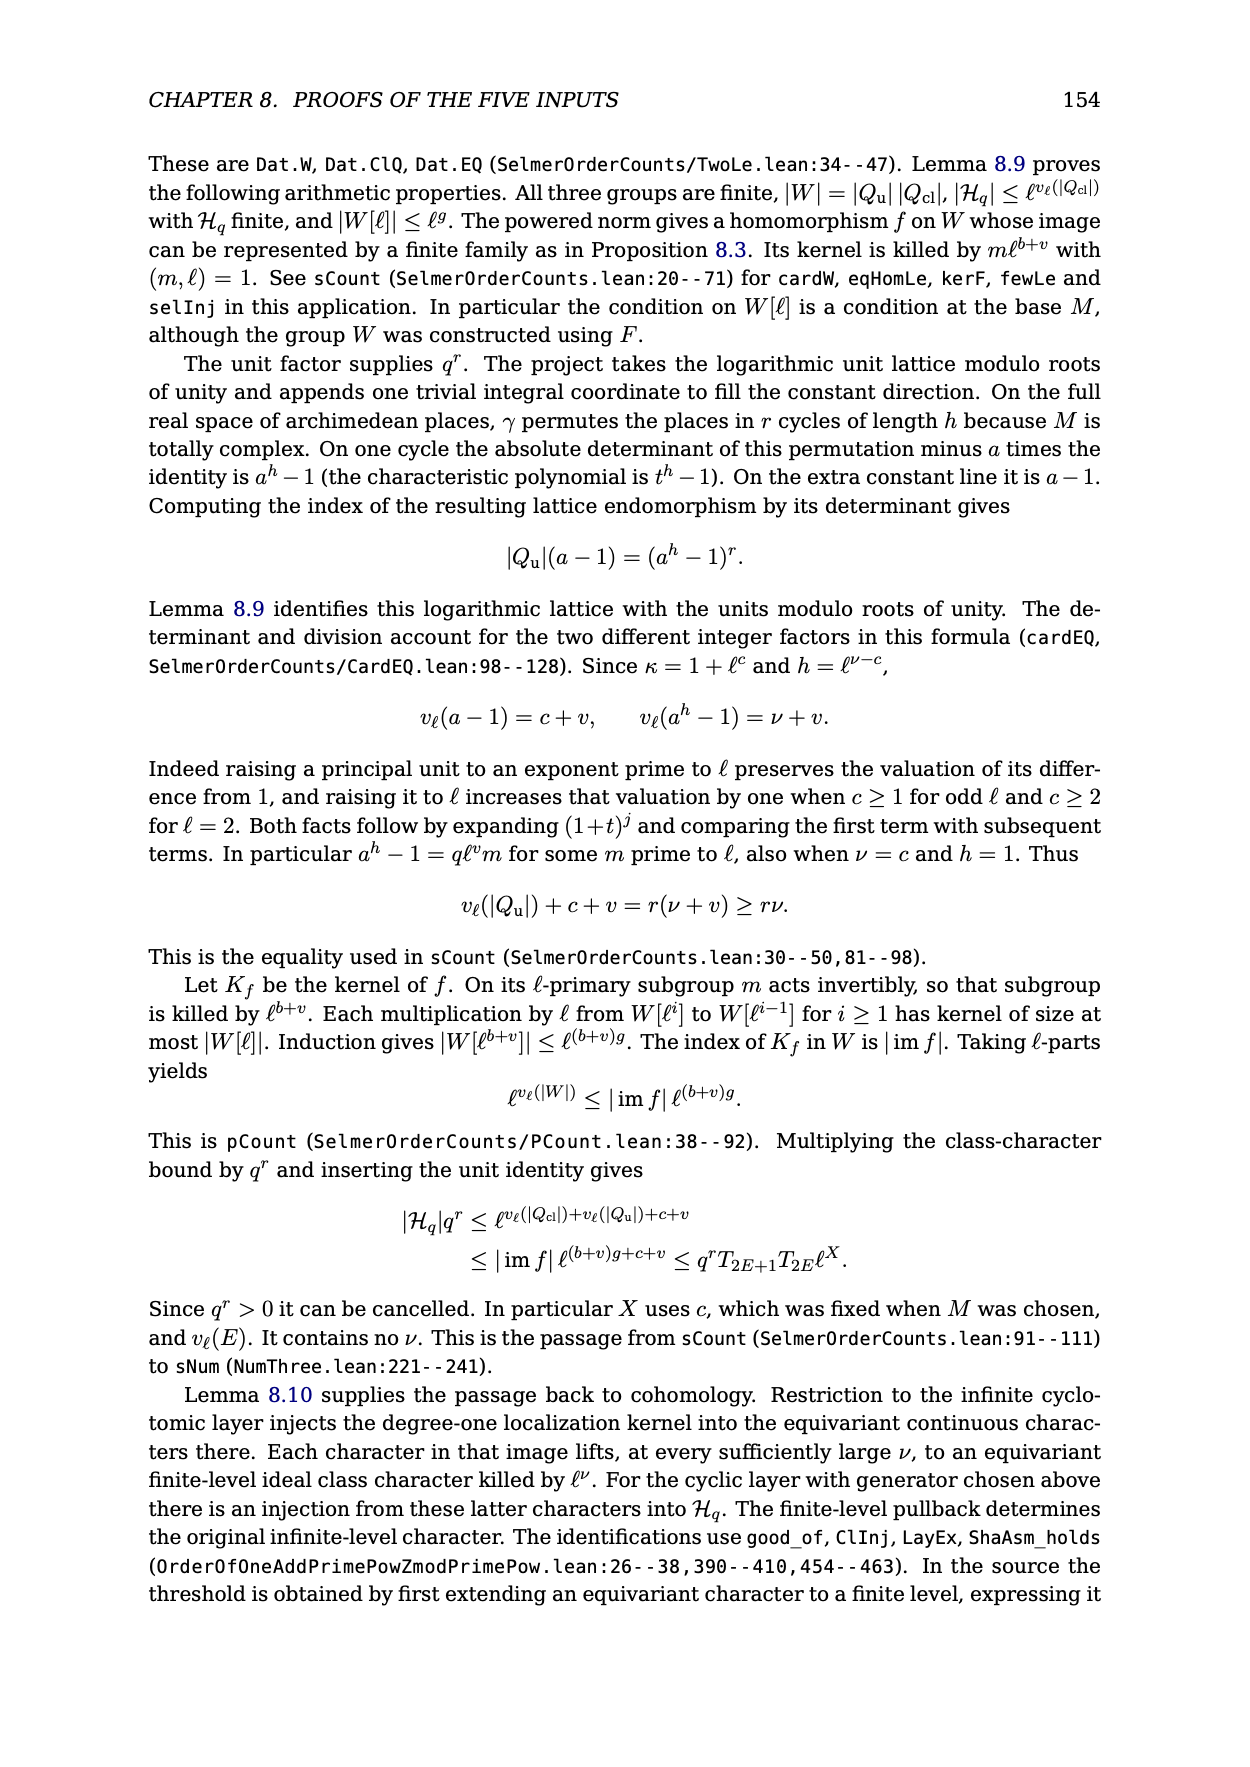 CHAPTER 8. PROOFS OF THE FIVE INPUTS 154
These are Dat.W, Dat.ClQ, Dat.EQ (SelmerOrderCounts/TwoLe.lean:34--47). Lemma 8.9 proves
the following arithmetic properties. All three groups are finite, |W| = |Q_u| |Q_cl|, |ℋ_q| ≤ ℓ^{v_ℓ(|Q_cl|)}
with ℋ_q finite, and |W[ℓ]| ≤ ℓ^g. The powered norm gives a homomorphism f on W whose image
can be represented by a finite family as in Proposition 8.3. Its kernel is killed by mℓ^{b+v} with
(m, ℓ) = 1. See sCount (SelmerOrderCounts.lean:20--71) for cardW, eqHomLe, kerF, fewLe and
selInj in this application. In particular the condition on W[ℓ] is a condition at the base M,
although the group W was constructed using F.
The unit factor supplies q^r. The project takes the logarithmic unit lattice modulo roots
of unity and appends one trivial integral coordinate to fill the constant direction. On the full
real space of archimedean places, γ permutes the places in r cycles of length h because M is
totally complex. On one cycle the absolute determinant of this permutation minus a times the
identity is a^h − 1 (the characteristic polynomial is t^h − 1). On the extra constant line it is a − 1.
Computing the index of the resulting lattice endomorphism by its determinant gives
|Q_u|(a − 1) = (a^h − 1)^r.
Lemma 8.9 identifies this logarithmic lattice with the units modulo roots of unity. The de-
terminant and division account for the two different integer factors in this formula (cardEQ,
SelmerOrderCounts/CardEQ.lean:98--128). Since κ = 1 + ℓ^c and h = ℓ^{ν−c},
v_ℓ(a − 1) = c + v, v_ℓ(a^h − 1) = ν + v.
Indeed raising a principal unit to an exponent prime to ℓ preserves the valuation of its differ-
ence from 1, and raising it to ℓ increases that valuation by one when c ≥ 1 for odd ℓ and c ≥ 2
for ℓ = 2. Both facts follow by expanding (1+t)^j and comparing the first term with subsequent
terms. In particular a^h − 1 = qℓ^v m for some m prime to ℓ, also when ν = c and h = 1. Thus
v_ℓ(|Q_u|) + c + v = r(ν + v) ≥ rν.
This is the equality used in sCount (SelmerOrderCounts.lean:30--50,81--98).
Let K_f be the kernel of f. On its ℓ-primary subgroup m acts invertibly, so that subgroup
is killed by ℓ^{b+v}. Each multiplication by ℓ from W[ℓ^i] to W[ℓ^{i−1}] for i ≥ 1 has kernel of size at
most |W[ℓ]|. Induction gives |W[ℓ^{b+v}]| ≤ ℓ^{(b+v)g}. The index of K_f in W is | im f|. Taking ℓ-parts
yields
ℓ^{v_ℓ(|W|)} ≤ | im f| ℓ^{(b+v)g}.
This is pCount (SelmerOrderCounts/PCount.lean:38--92). Multiplying the class-character
bound by q^r and inserting the unit identity gives
|ℋ_q|q^r ≤ ℓ^{v_ℓ(|Q_cl|)+v_ℓ(|Q_u|)+c+v}
≤ | im f| ℓ^{(b+v)g+c+v} ≤ q^r T_{2E+1}T_{2E}ℓ^X.
Since q^r > 0 it can be cancelled. In particular X uses c, which was fixed when M was chosen,
and v_ℓ(E). It contains no ν. This is the passage from sCount (SelmerOrderCounts.lean:91--111)
to sNum (NumThree.lean:221--241).
Lemma 8.10 supplies the passage back to cohomology. Restriction to the infinite cyclo-
tomic layer injects the degree-one localization kernel into the equivariant continuous charac-
ters there. Each character in that image lifts, at every sufficiently large ν, to an equivariant
finite-level ideal class character killed by ℓ^ν. For the cyclic layer with generator chosen above
there is an injection from these latter characters into ℋ_q. The finite-level pullback determines
the original infinite-level character. The identifications use good_of, ClInj, LayEx, ShaAsm_holds
(OrderOfOneAddPrimePowZmodPrimePow.lean:26--38,390--410,454--463). In the source the
threshold is obtained by first extending an equivariant character to a finite level, expressing it